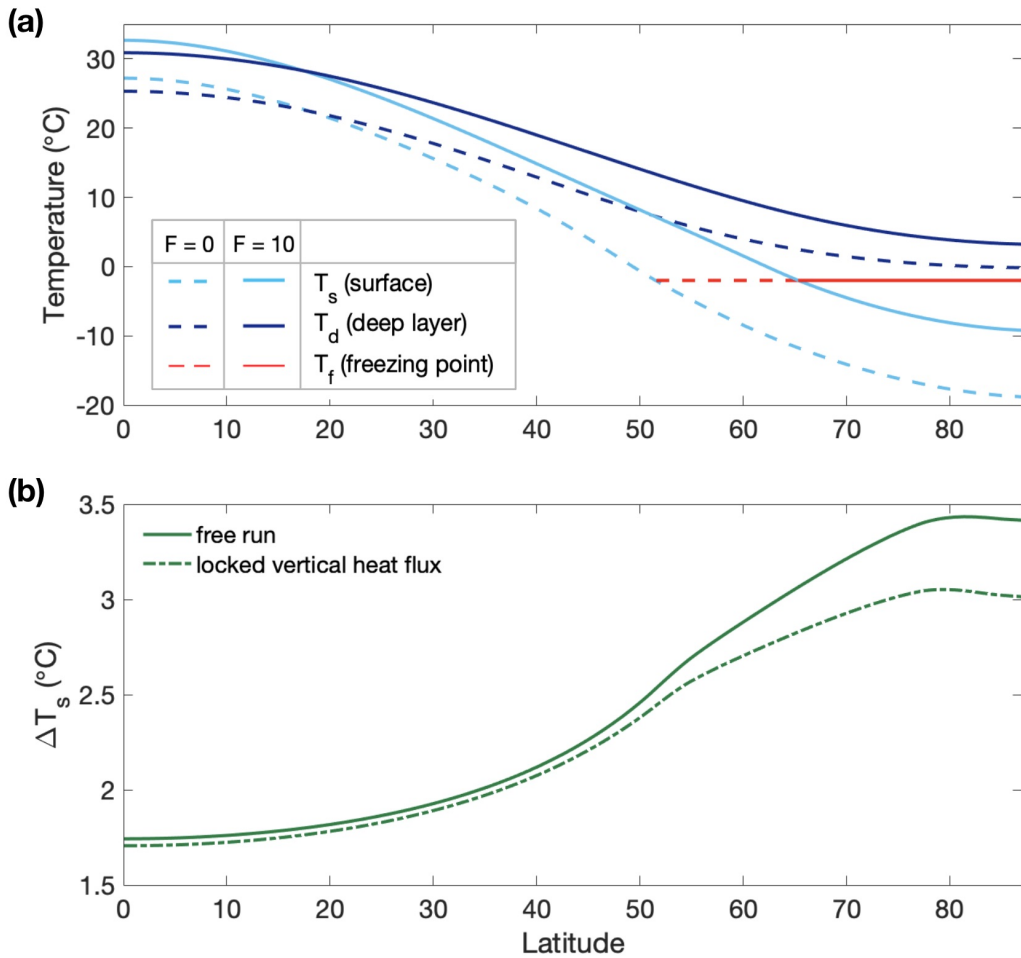 (a)
Temperature (°C)
30
20
10
0
-10
-20
F = 0 F = 10
T_s (surface)
T_d (deep layer)
T_f (freezing point)
0 10 20 30 40 50 60 70 80
(b)
ΔT_s (°C)
3.5
3
2.5
2
1.5
free run
locked vertical heat flux
0 10 20 30 40 50 60 70 80
Latitude